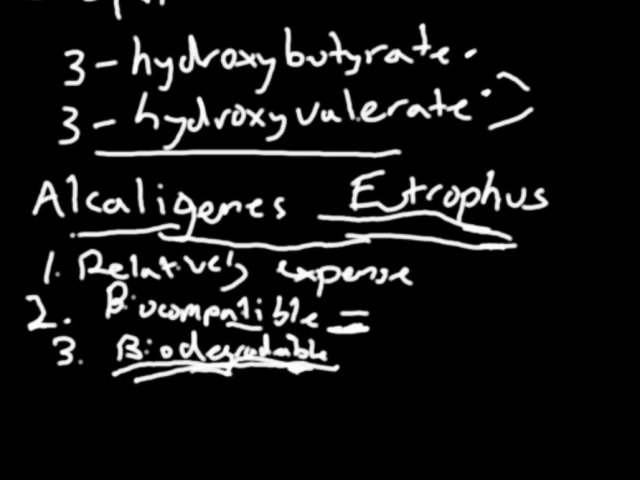 3 - hydroxybutyrate.
3 - hydroxyvalerate.
Alcaligenes Eutrophus
1. Relatively expense
2. Biocompatible =
3. Biodegradable